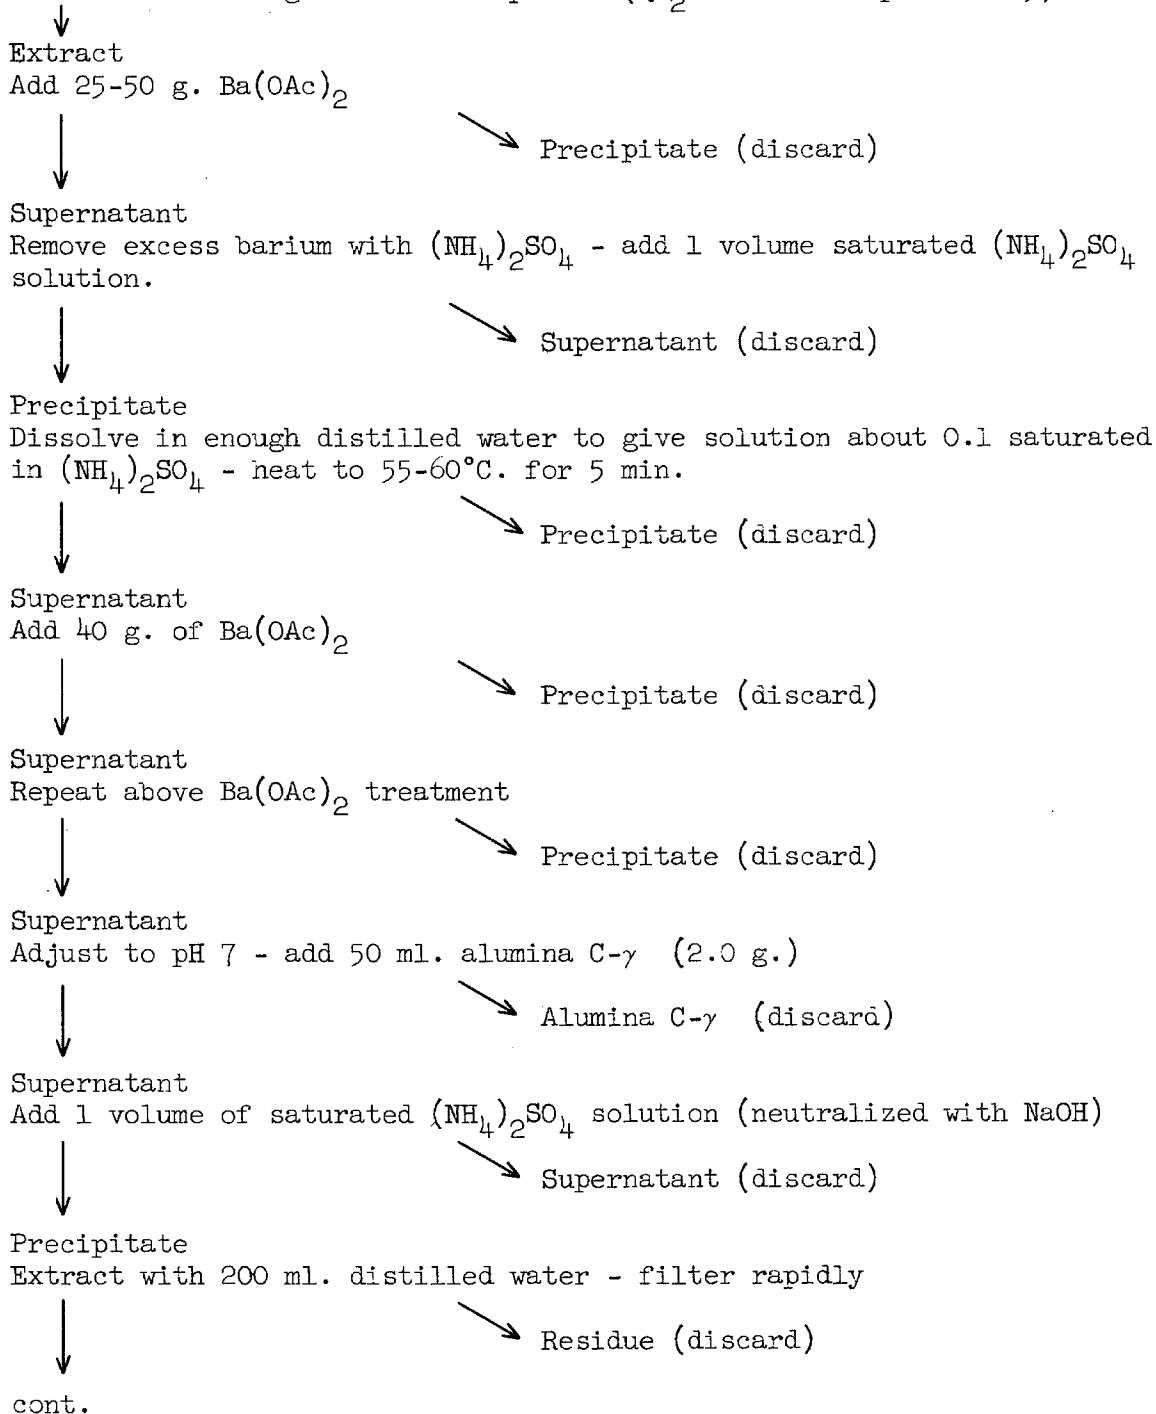 Extract
Add 25-50 g. Ba(OAc)₂
Precipitate (discard)
Supernatant
Remove excess barium with (NH₄)₂SO₄ - add 1 volume saturated (NH₄)₂SO₄
solution.
Supernatant (discard)
Precipitate
Dissolve in enough distilled water to give solution about 0.1 saturated
in (NH₄)₂SO₄ - heat to 55-60°C. for 5 min.
Precipitate (discard)
Supernatant
Add 40 g. of Ba(OAc)₂
Precipitate (discard)
Supernatant
Repeat above Ba(OAc)₂ treatment
Precipitate (discard)
Supernatant
Adjust to pH 7 - add 50 ml. alumina C-γ (2.0 g.)
Alumina C-γ (discard)
Supernatant
Add 1 volume of saturated (NH₄)₂SO₄ solution (neutralized with NaOH)
Supernatant (discard)
Precipitate
Extract with 200 ml. distilled water - filter rapidly
Residue (discard)
cont.